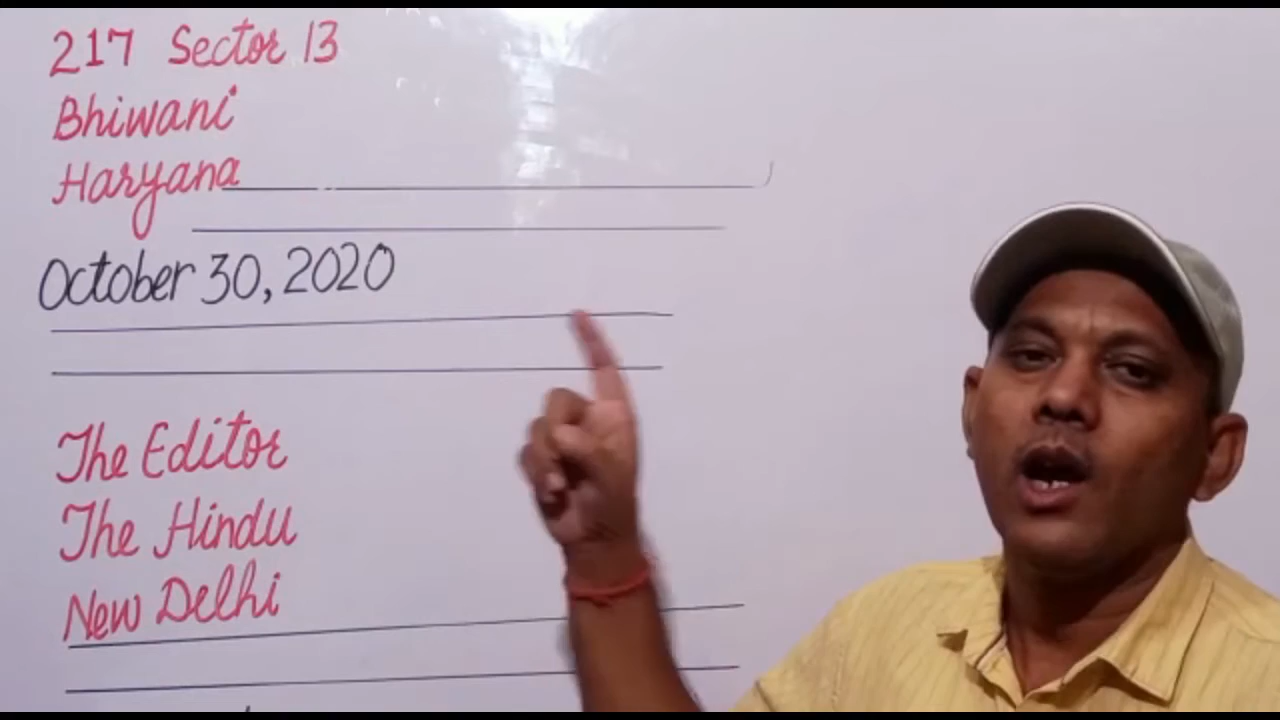 217 Sector 13
Bhiwani
Haryana
October 30, 2020
The Editor
The Hindu
New Delhi